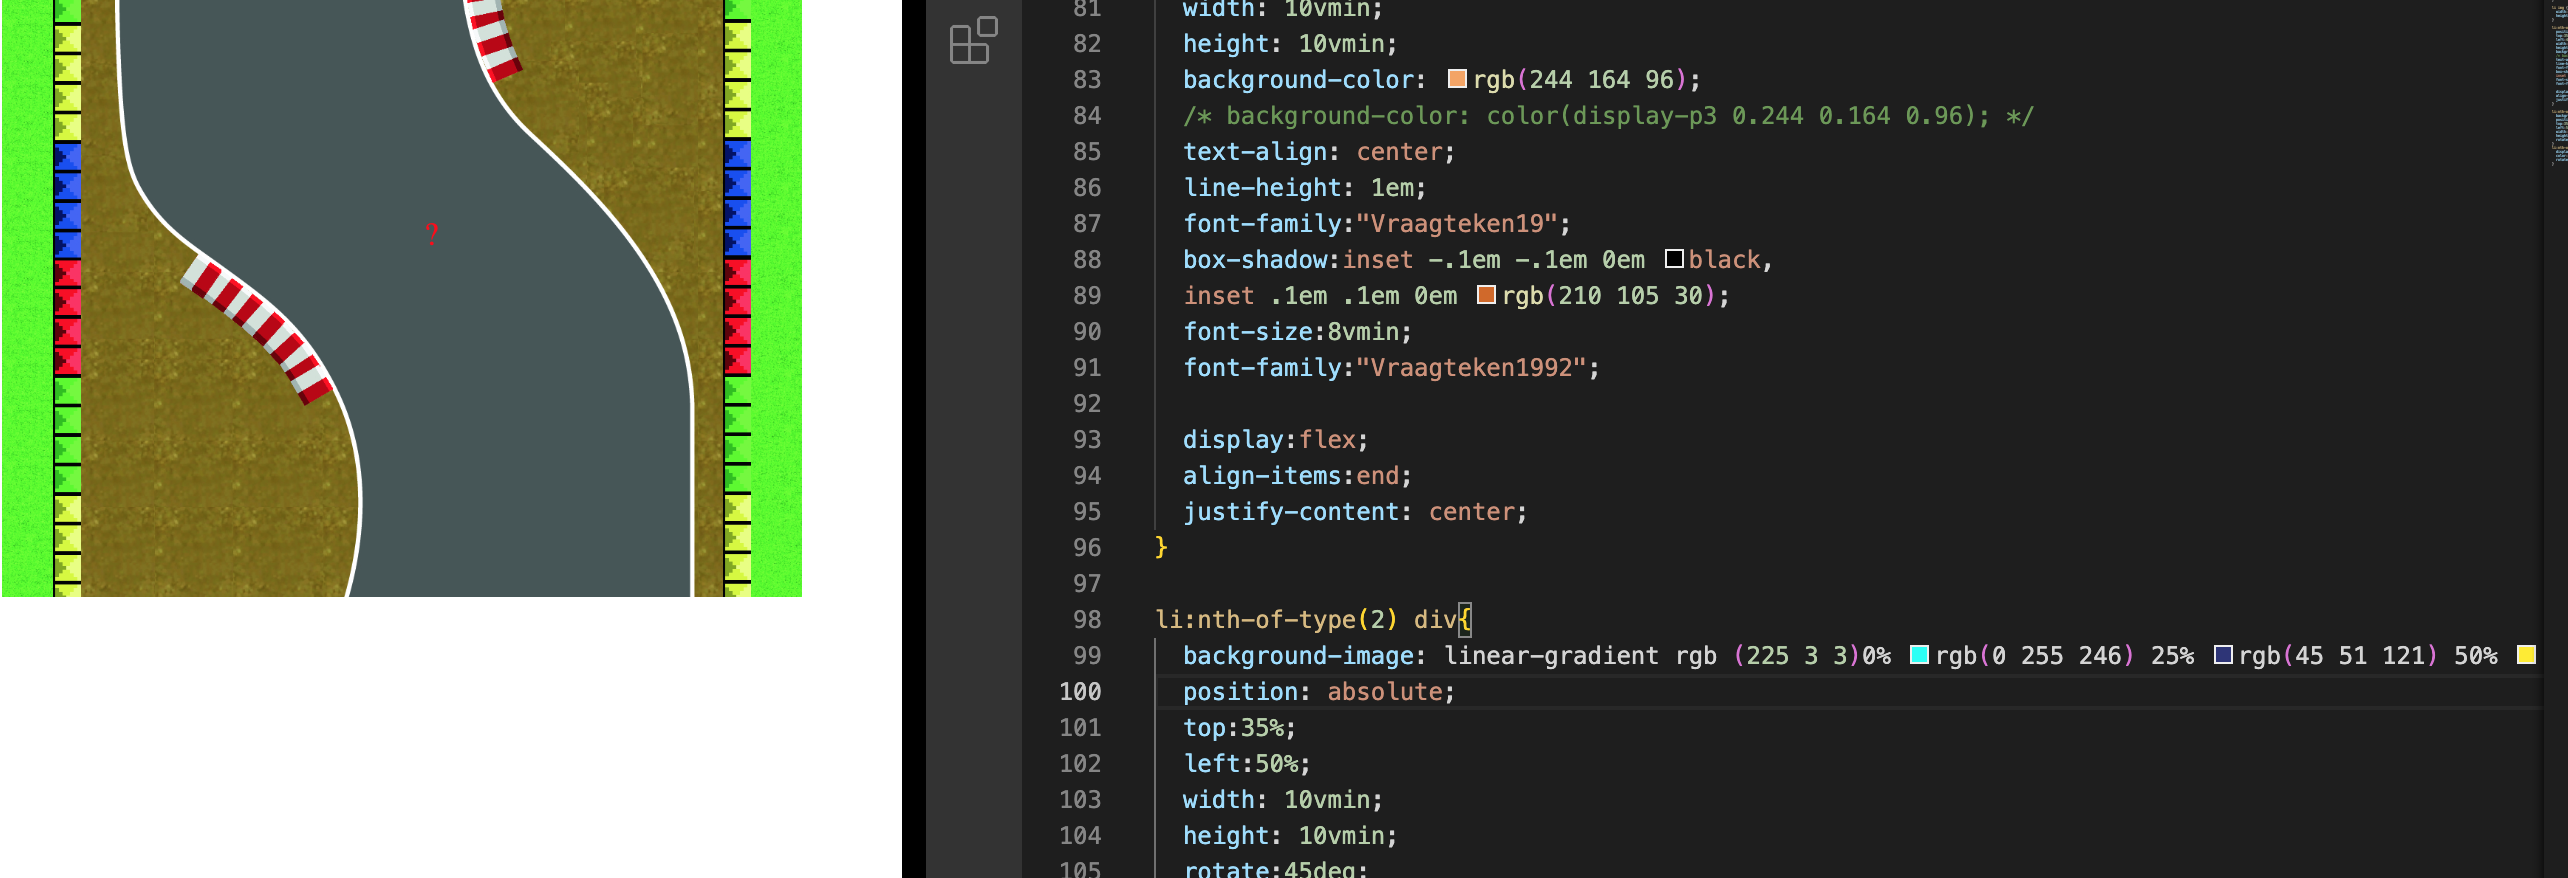 ?
81 width: 10vmin;
82 height: 10vmin;
83 background-color: rgb(244 164 96);
84 /* background-color: color(display-p3 0.244 0.164 0.96); */
85 text-align: center;
86 line-height: 1em;
87 font-family:"Vraagteken19";
88 box-shadow:inset -.1em -.1em 0em black,
89 inset .1em .1em 0em rgb(210 105 30);
90 font-size:8vmin;
91 font-family:"Vraagteken1992";
92
93 display:flex;
94 align-items:end;
95 justify-content: center;
96 }
97
98 li:nth-of-type(2) div{
99 background-image: linear-gradient rgb (225 3 3)0% rgb(0 255 246) 25% rgb(45 51 121) 50%
100 position: absolute;
101 top:35%;
102 left:50%;
103 width: 10vmin;
104 height: 10vmin;
105 rotate:45deg;